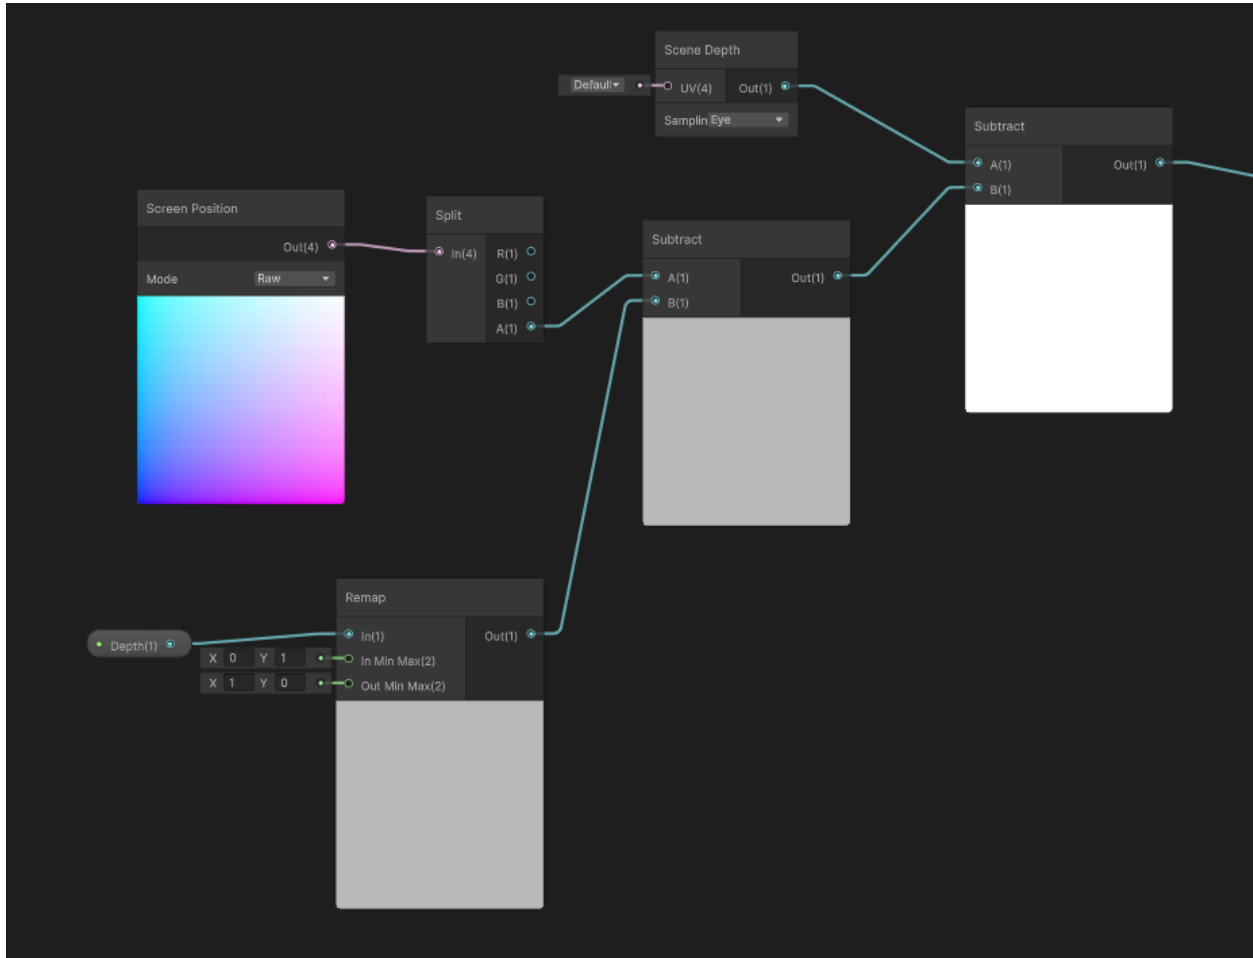 Scene Depth
Default
UV(4) Out(1)
Samplin Eye
Subtract
A(1) Out(1)
B(1)
Screen Position
Out(4)
Mode Raw
Split
In(4) R(1)
G(1)
B(1)
A(1)
Subtract
A(1) Out(1)
B(1)
Remap
Depth(1)
In(1) Out(1)
X 0 Y 1 In Min Max(2)
X 1 Y 0 Out Min Max(2)